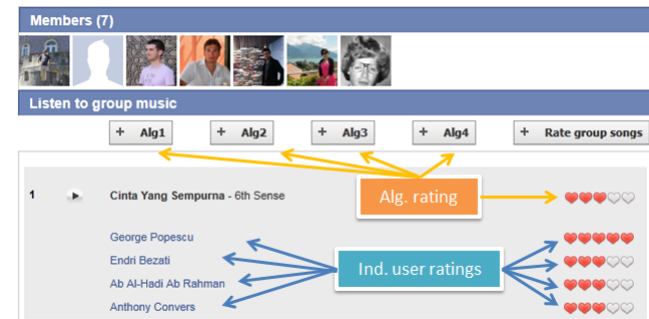 Members (7)
Listen to group music
+ Alg1 + Alg2 + Alg3 + Alg4 + Rate group songs
Alg. rating
1 Cinta Yang Sempurna - 6th Sense
George Popescu
Endri Bezati
Ind. user ratings
Ab Al-Hadi Ab Rahman
Anthony Convers